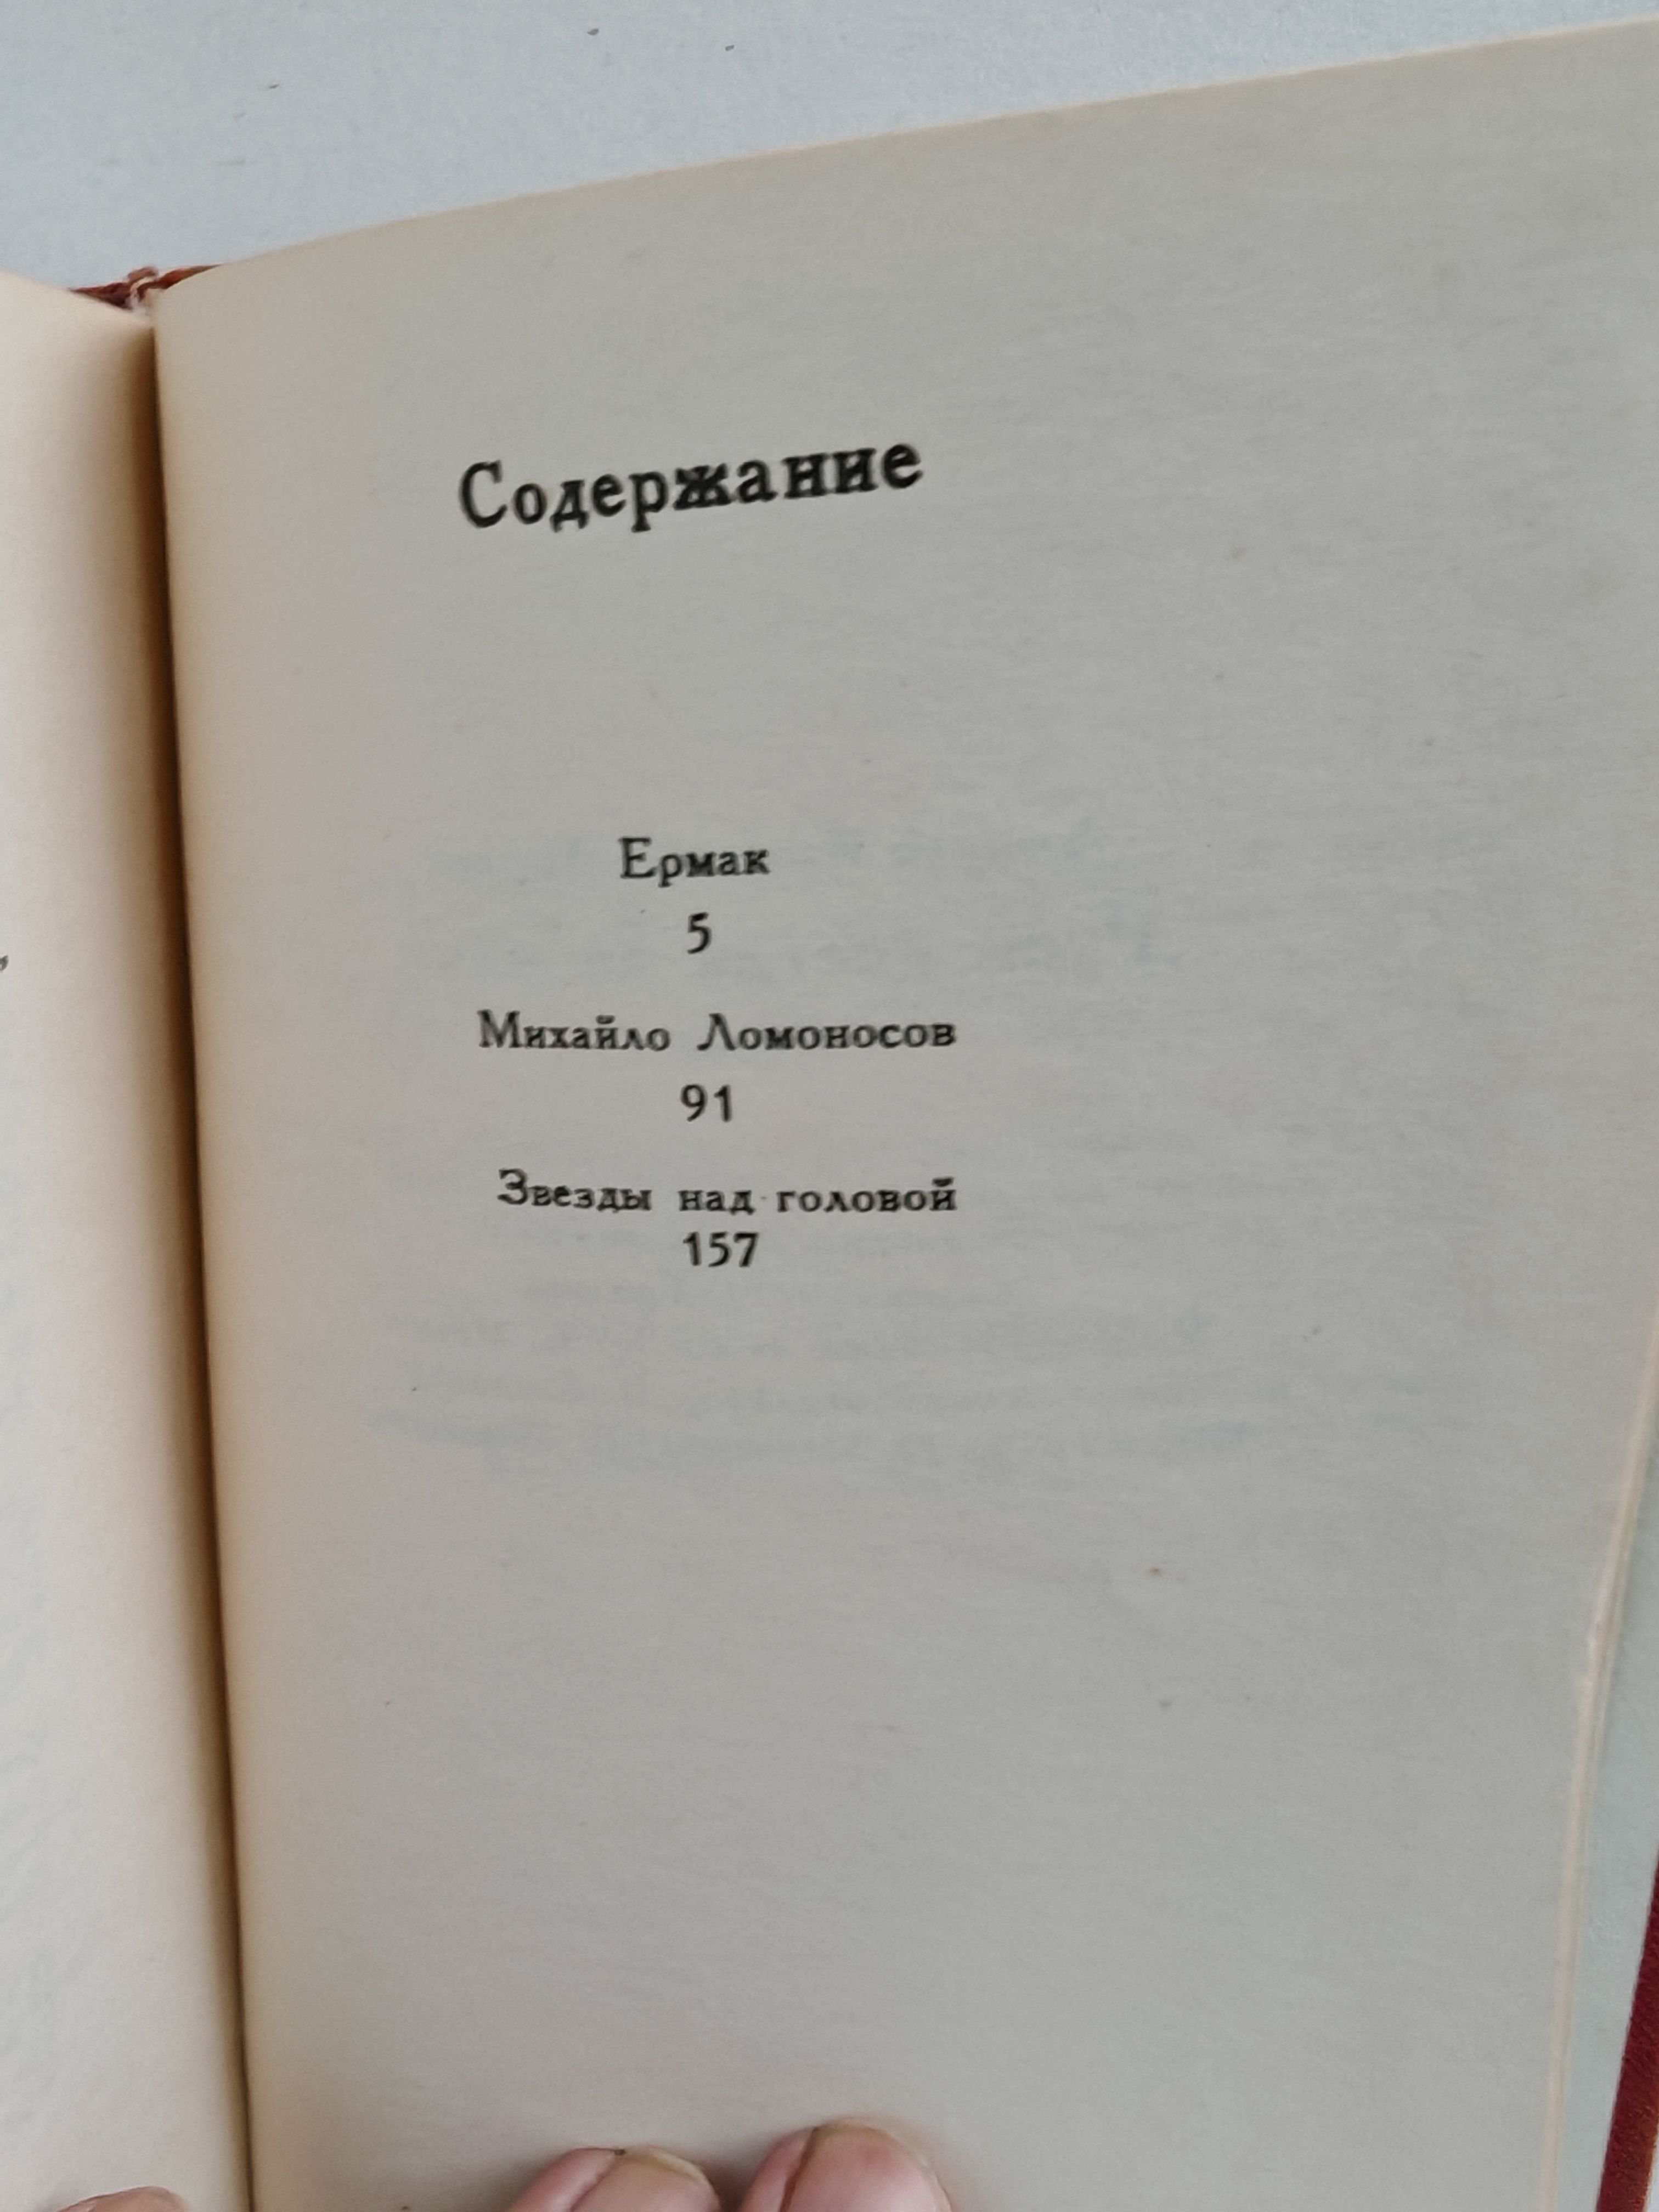 Содержание
Ермак
5
Михайло Ломоносов
91
Звезды над головой
157